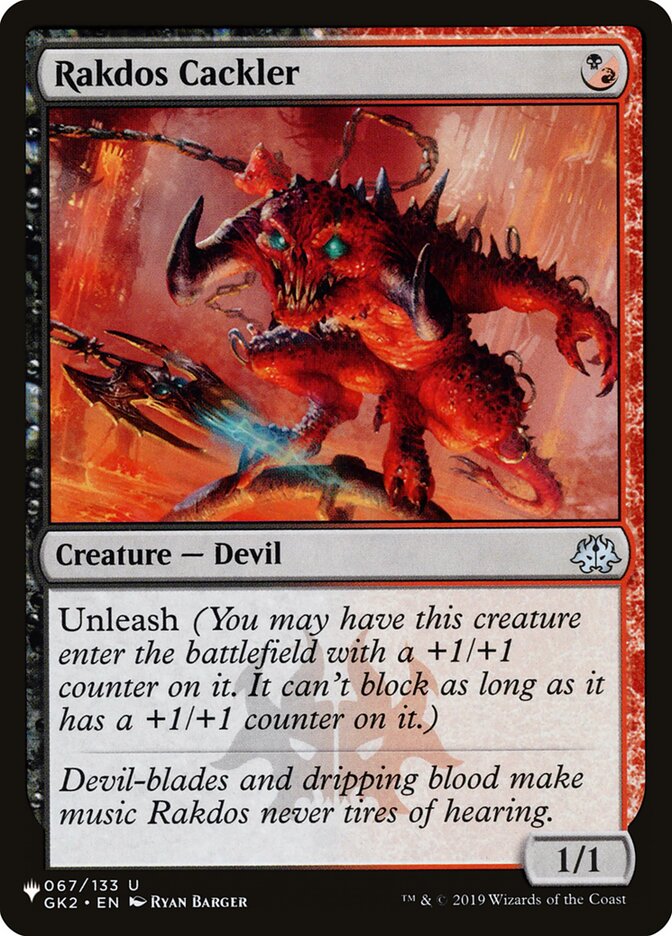 Rakdos Cackler
Creature — Devil
Unleash (You may have this creature
enter the battlefield with a +1/+1
counter on it. It can't block as long as it
has a +1/+1 counter on it.)
Devil-blades and dripping blood make
music Rakdos never tires of hearing.
1/1
067/133 U
GK2 • EN Ryan Barger
™ & © 2019 Wizards of the Coast